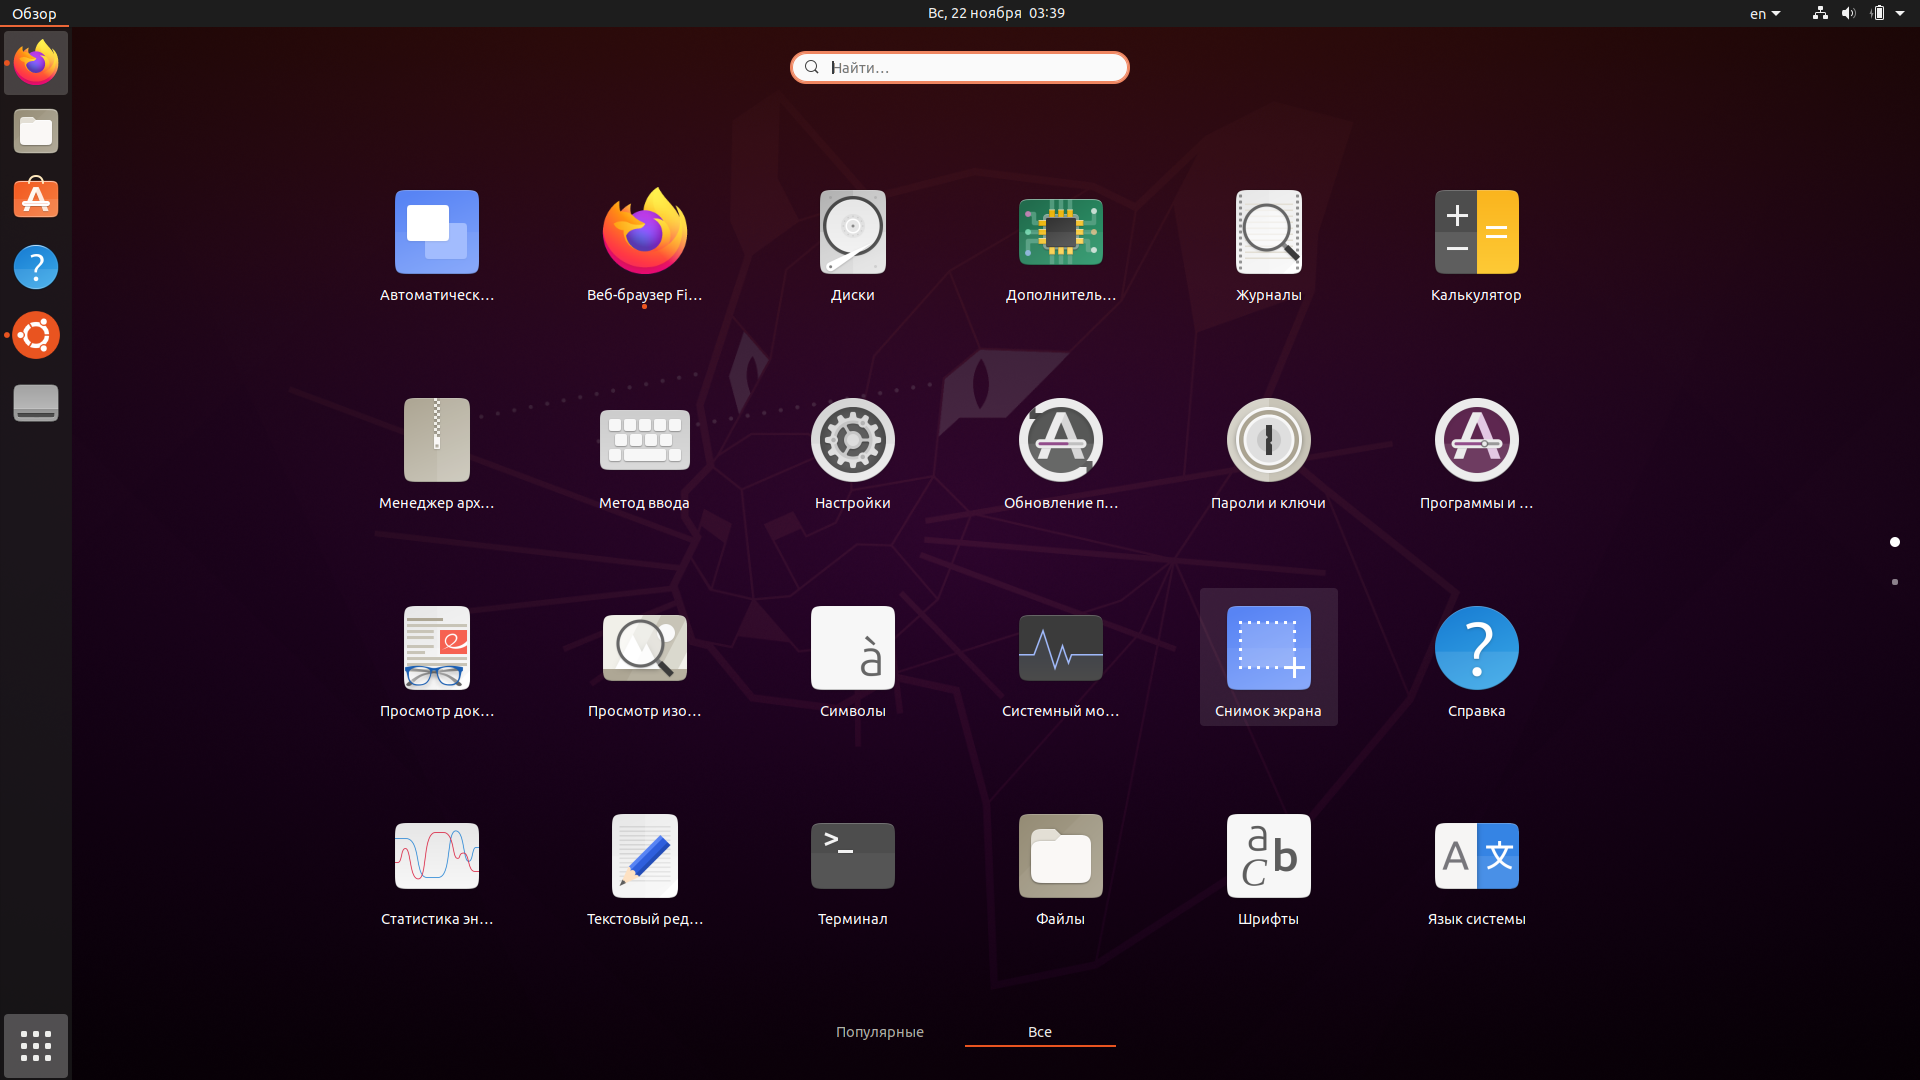 Обзор
Вс, 22 ноября 03:39
en
Найти…
Автоматическ…
Веб-браузер Fi…
Диски
Дополнитель…
Журналы
Калькулятор
Менеджер арх…
Метод ввода
Настройки
Обновление п…
Пароли и ключи
Программы и …
Просмотр док…
Просмотр изо…
Символы
Системный мо…
Снимок экрана
Справка
Статистика эн…
Текстовый ред…
Терминал
Файлы
Шрифты
Язык системы
Популярные
Все